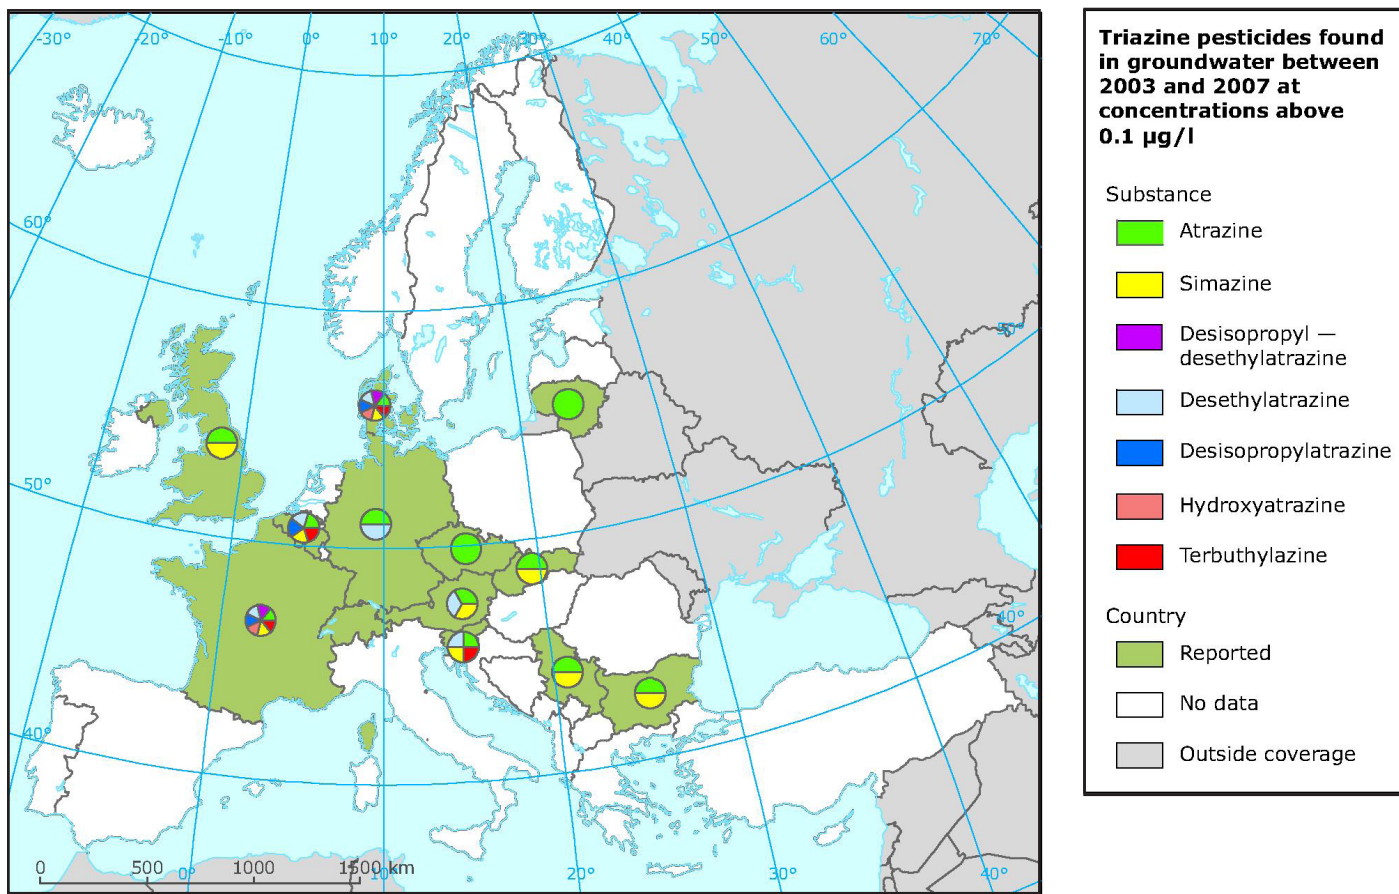 -30°
-20°
-10°
0°
10°
20°
30°
40°
50°
60°
70°
60°
50°
50°
40°
40°
0
500
1000
1500 km
0°
10°
20°
30°
40°
Triazine pesticides found
in groundwater between
2003 and 2007 at
concentrations above
0.1 µg/l
Substance
Atrazine
Simazine
Desisopropyl —
desethylatrazine
Desethylatrazine
Desisopropylatrazine
Hydroxyatrazine
Terbuthylazine
Country
Reported
No data
Outside coverage